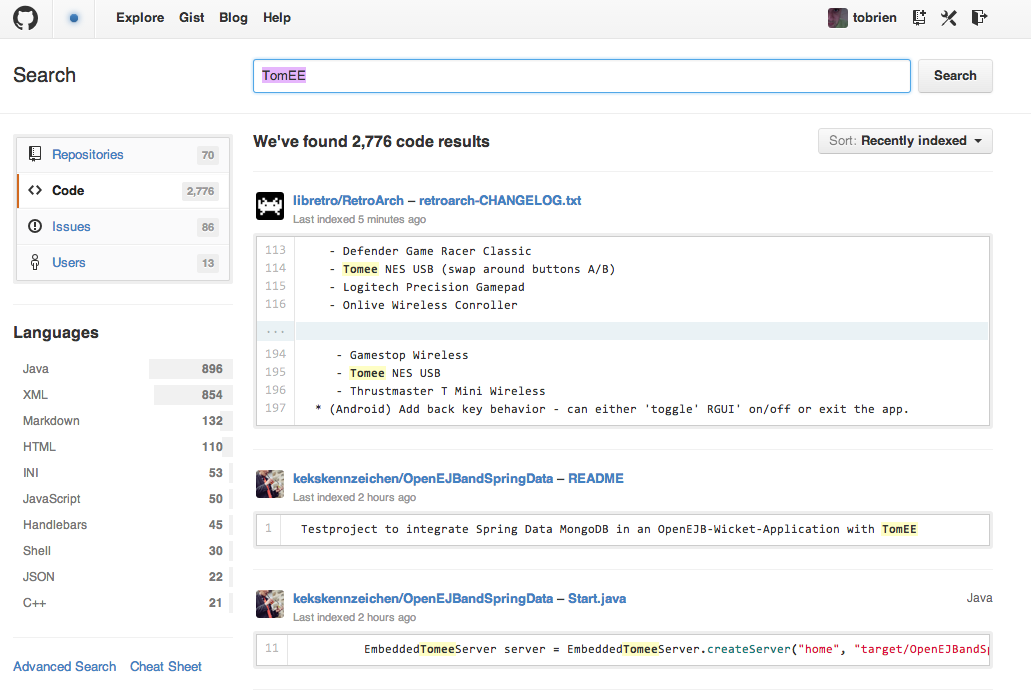 Explore Gist Blog Help tobrien
Search TomEE Search
Repositories 70
Code 2,776
Issues 86
Users 13
Languages
Java 896
XML 854
Markdown 132
HTML 110
INI 53
JavaScript 50
Handlebars 45
Shell 30
JSON 22
C++ 21
Advanced Search Cheat Sheet
We've found 2,776 code results Sort: Recently indexed
libretro/RetroArch – retroarch-CHANGELOG.txt
Last indexed 5 minutes ago
113 - Defender Game Racer Classic
114 - Tomee NES USB (swap around buttons A/B)
115 - Logitech Precision Gamepad
116 - Onlive Wireless Conroller
...
194 - Gamestop Wireless
195 - Tomee NES USB
196 - Thrustmaster T Mini Wireless
197 * (Android) Add back key behavior - can either 'toggle' RGUI' on/off or exit the app.
kekskennzeichen/OpenEJBandSpringData – README
Last indexed 2 hours ago
1 Testproject to integrate Spring Data MongoDB in an OpenEJB-Wicket-Application with TomEE
kekskennzeichen/OpenEJBandSpringData – Start.java Java
Last indexed 2 hours ago
11 EmbeddedTomeeServer server = EmbeddedTomeeServer.createServer("home", "target/OpenEJBandSp